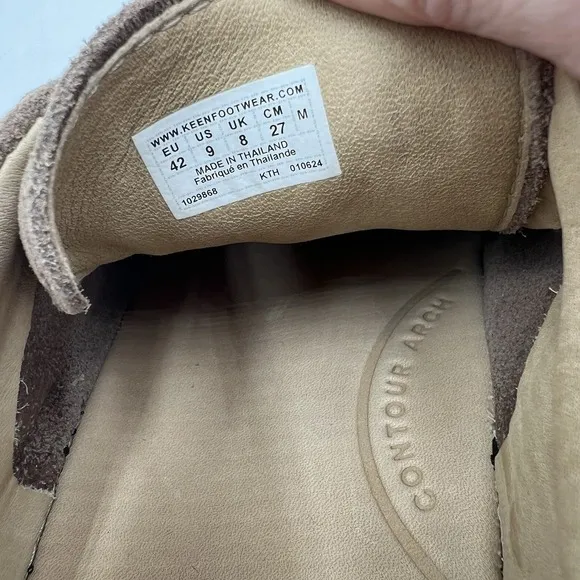 WWW.KEENFOOTWEAR.COM
EU US UK CM
42 9 8 27 M
MADE IN THAILAND
Fabriqué en Thaïlande
1029868 KTH 010624
CONTOUR ARCH